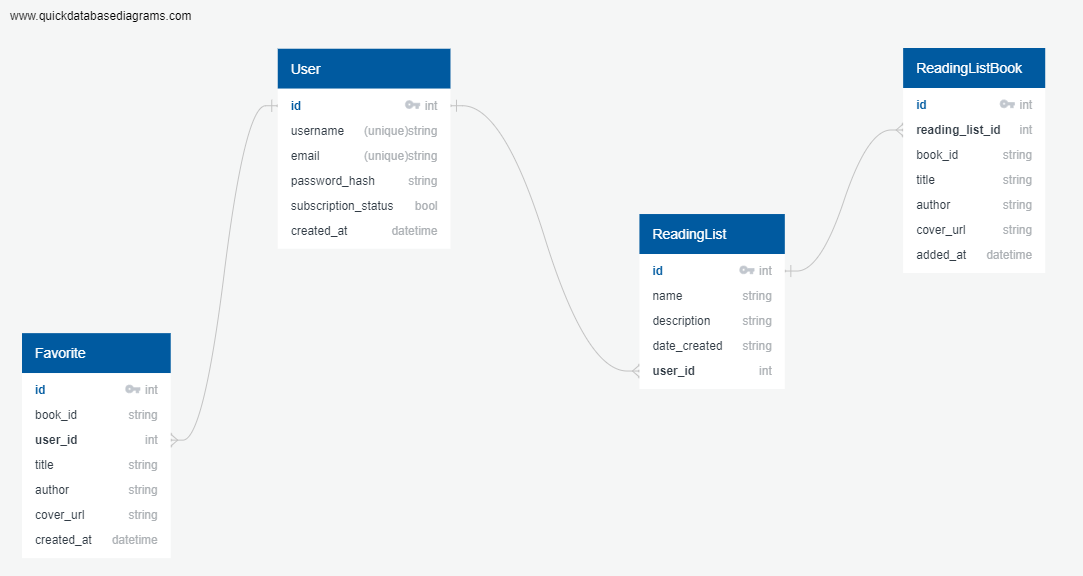 www.quickdatabasediagrams.com
User
id int
username (unique)string
email (unique)string
password_hash string
subscription_status bool
created_at datetime
ReadingListBook
id int
reading_list_id int
book_id string
title string
author string
cover_url string
added_at datetime
ReadingList
id int
name string
description string
date_created string
user_id int
Favorite
id int
book_id string
user_id int
title string
author string
cover_url string
created_at datetime